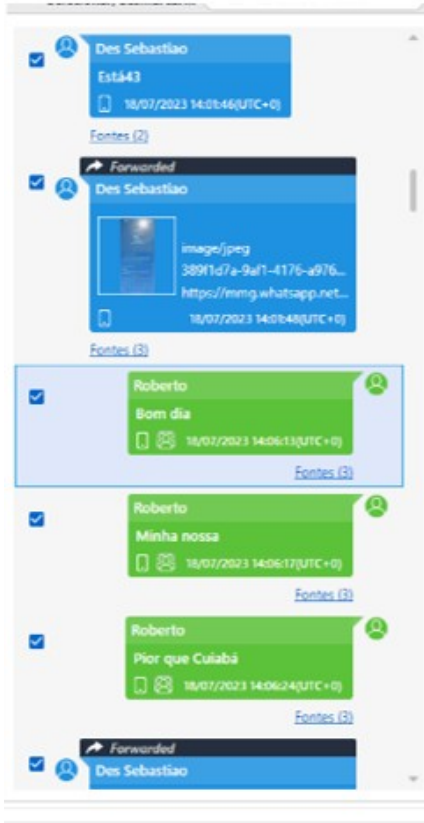 Des Sebastiao
Está43
18/07/2023 14:01:46(UTC+0)
Fontes (2)
Forwarded
Des Sebastiao
image/jpeg
389f1d7a-9af1-4176-a976...
https://mmg.whatsapp.net...
18/07/2023 14:01:48(UTC+0)
Fontes (3)
Roberto
Bom dia
18/07/2023 14:06:13(UTC+0)
Fontes (3)
Roberto
Minha nossa
18/07/2023 14:06:17(UTC+0)
Fontes (3)
Roberto
Pior que Cuiabá
18/07/2023 14:06:24(UTC+0)
Fontes (3)
Forwarded
Des Sebastiao